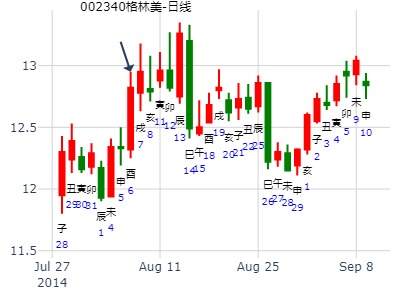 002340格林美-日线
13
12.5
12
11.5
子
28
丑
29
寅
30
卯
31
辰
1
未
4
申
5
酉
6
戌
7
亥
8
寅
11
卯
12
辰
13
巳
14
午
15
酉
18
戌
19
亥
20
子
21
丑
22
辰
25
巳
26
午
27
未
28
申
29
亥
1
子
2
丑
3
寅
4
卯
5
未
9
申
10
Jul 27
2014
Aug 11
Aug 25
Sep 8